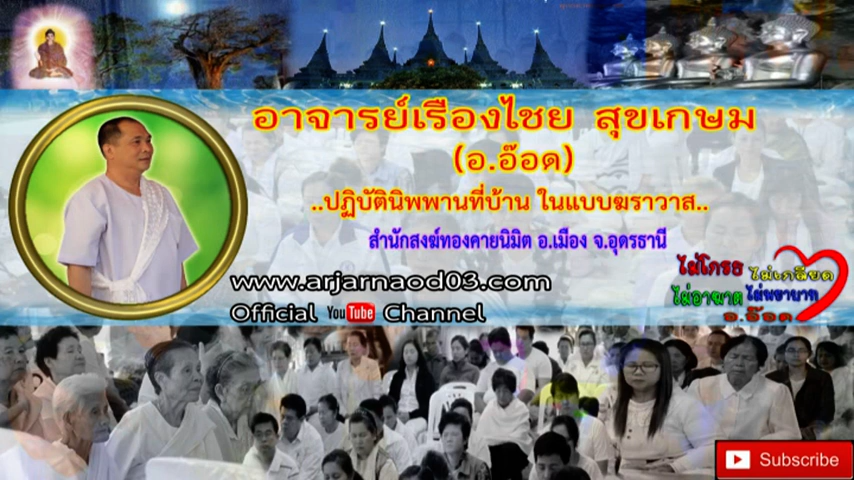 อาจารย์เรืองไชย สุขเกษม
(อ.อ๊อด)
..ปฏิบัตินิพพานที่บ้าน ในแบบฆราวาส..
สำนักสงฆ์ทองคายนิมิต อ.เมือง จ.อุดรธานี
www.arjarnaod03.com
Official YouTube Channel
ไม่โกรธ ไม่เกลียด
ไม่อาฆาต ไม่พยาบาท
อ.อ๊อด
Subscribe